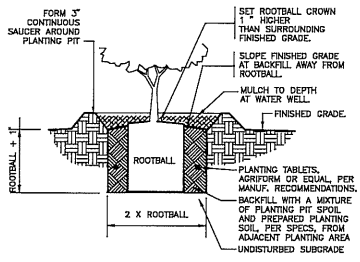 FORM 3"
CONTINUOUS
SAUCER AROUND
PLANTING PIT
SET ROOTBALL CROWN
1 " HIGHER
THAN SURROUNDING
FINISHED GRADE.
SLOPE FINISHED GRADE
AT BACKFILL AWAY FROM
ROOTBALL.
MULCH TO DEPTH
AT WATER WELL.
FINISHED GRADE.
ROOTBALL + 1"
ROOTBALL
PLANTING TABLETS.
AGRIFORM OR EQUAL, PER
MANUF. RECOMMENDATIONS.
BACKFILL WITH A MIXTURE
OF PLANTING PIT SPOIL
AND PREPARED PLANTING
SOIL, PER SPECS, FROM
ADJACENT PLANTING AREA
2 X ROOTBALL
UNDISTURBED SUBGRADE